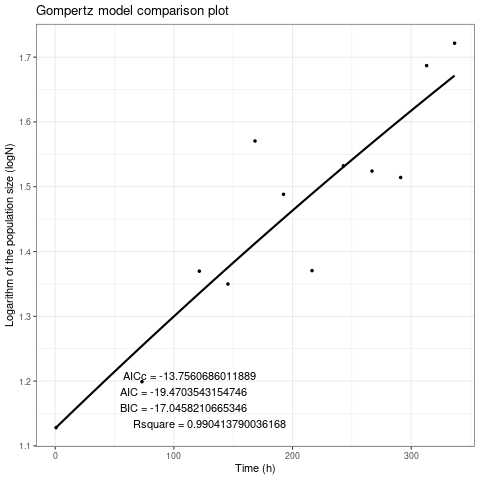 Gompertz model comparison plot
Logarithm of the population size (logN)
1.7
1.6
1.5
1.4
1.3
1.2
1.1
AICc = -13.7560686011889
AIC = -19.4703543154746
BIC = -17.0458210665346
Rsquare = 0.990413790036168
0 100 200 300
Time (h)